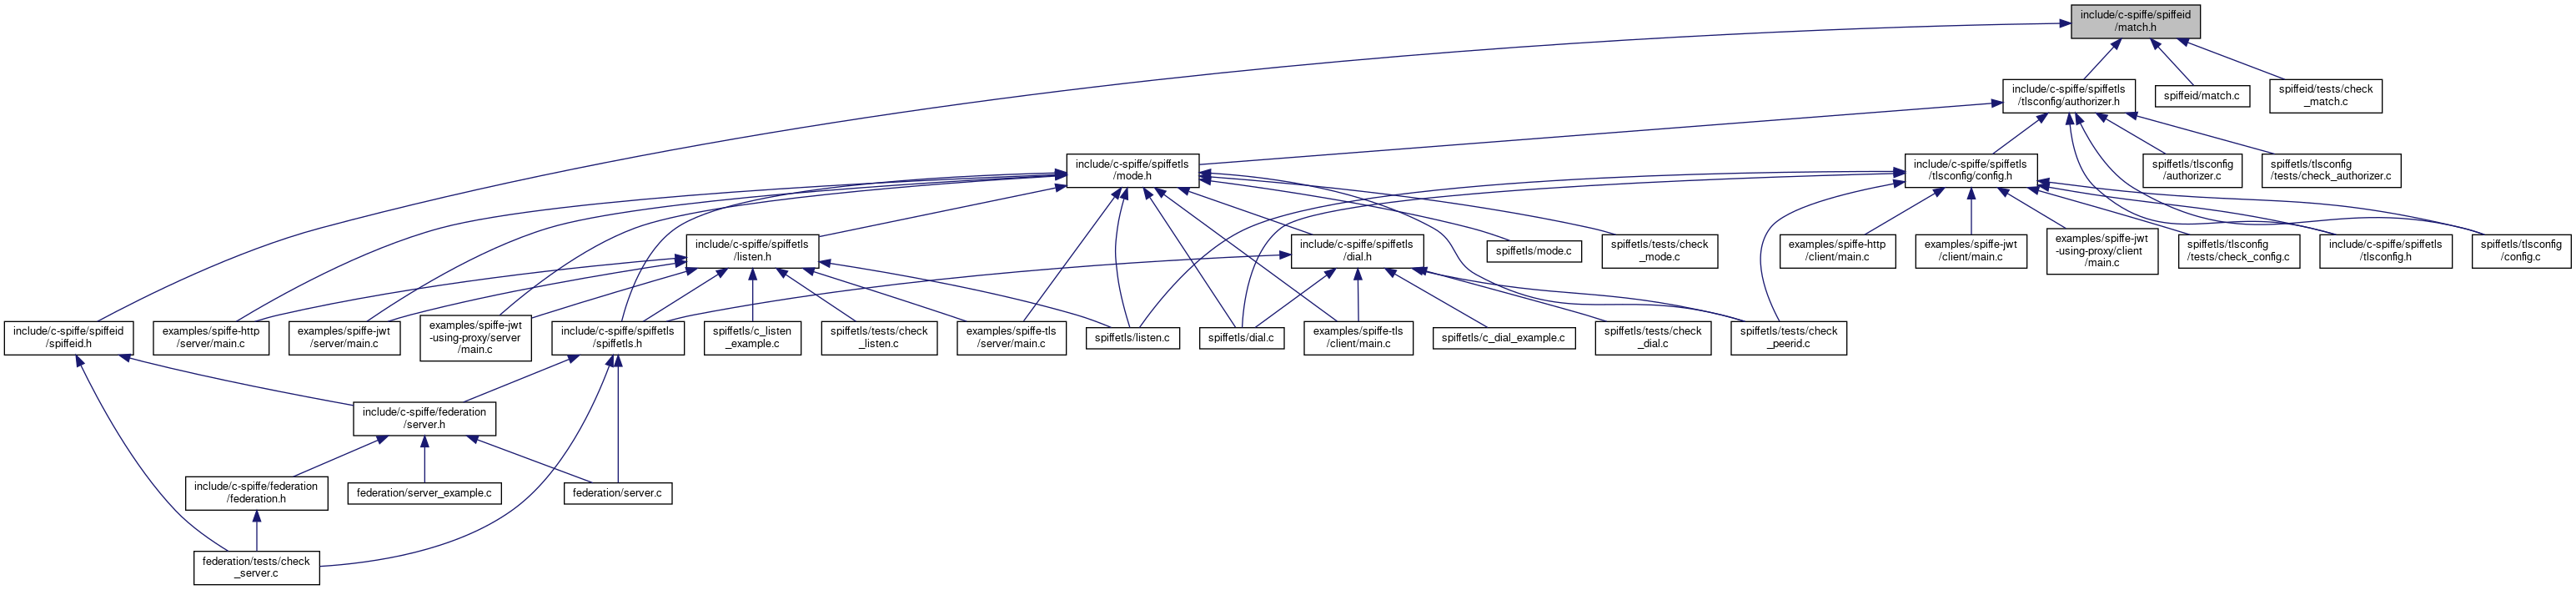 include/c-spiffe/spiffeid
/match.h
include/c-spiffe/spiffetls
/tlsconfig/authorizer.h
spiffeid/match.c
spiffeid/tests/check
_match.c
include/c-spiffe/spiffetls
/mode.h
include/c-spiffe/spiffetls
/tlsconfig/config.h
spiffetls/tlsconfig
/authorizer.c
spiffetls/tlsconfig
/tests/check_authorizer.c
include/c-spiffe/spiffetls
/listen.h
include/c-spiffe/spiffetls
/dial.h
spiffetls/mode.c
spiffetls/tests/check
_mode.c
examples/spiffe-http
/client/main.c
examples/spiffe-jwt
/client/main.c
examples/spiffe-jwt
-using-proxy/client
/main.c
spiffetls/tlsconfig
/tests/check_config.c
include/c-spiffe/spiffetls
/tlsconfig.h
spiffetls/tlsconfig
/config.c
include/c-spiffe/spiffeid
/spiffeid.h
examples/spiffe-http
/server/main.c
examples/spiffe-jwt
/server/main.c
examples/spiffe-jwt
-using-proxy/server
/main.c
include/c-spiffe/spiffetls
/spiffetls.h
spiffetls/c_listen
_example.c
spiffetls/tests/check
_listen.c
examples/spiffe-tls
/server/main.c
spiffetls/listen.c
spiffetls/dial.c
examples/spiffe-tls
/client/main.c
spiffetls/c_dial_example.c
spiffetls/tests/check
_dial.c
spiffetls/tests/check
_peerid.c
include/c-spiffe/federation
/server.h
include/c-spiffe/federation
/federation.h
federation/server_example.c
federation/server.c
federation/tests/check
_server.c